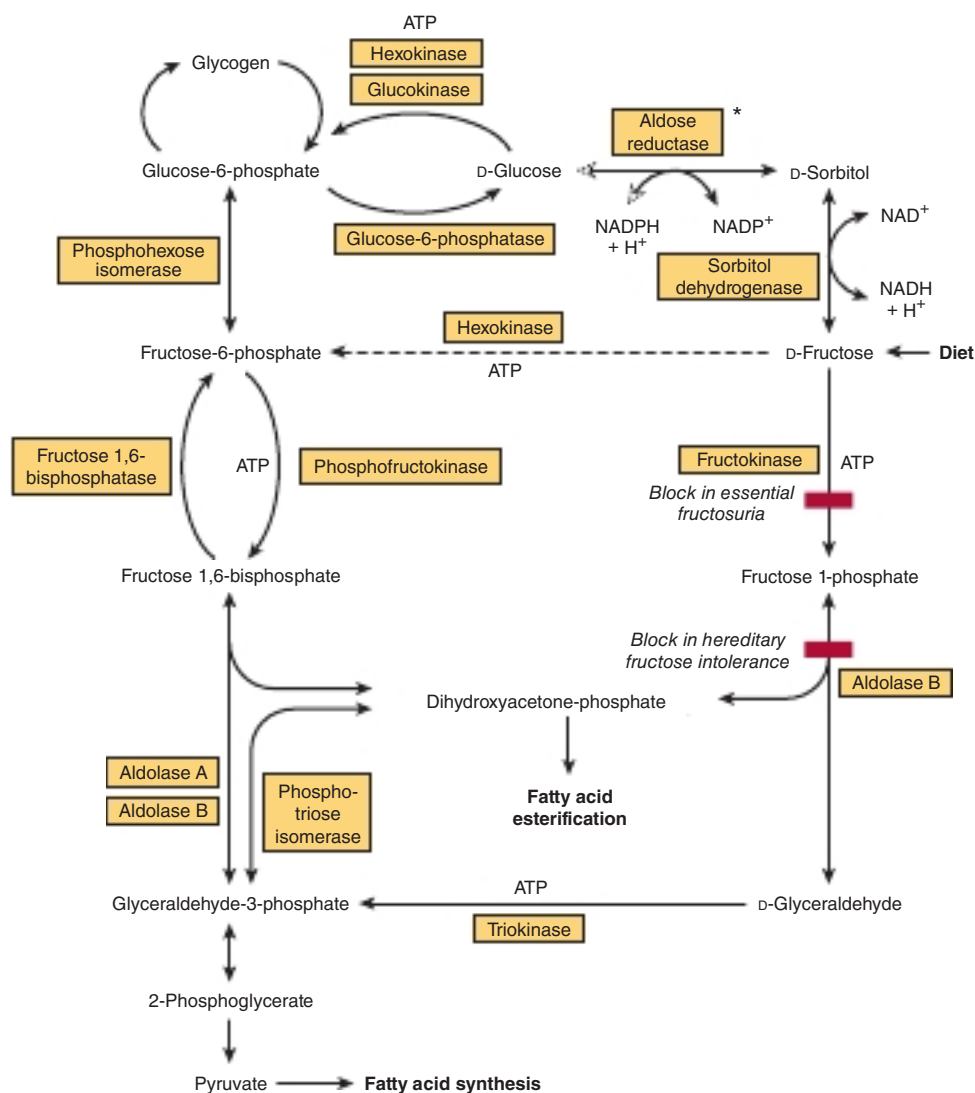 ATP
Hexokinase
Glycogen
Glucokinase
Aldose
reductase
*
Glucose-6-phosphate
D-Glucose
D-Sorbitol
NADPH
+ H+
NADP+
NAD+
Glucose-6-phosphatase
Phosphohexose
isomerase
Sorbitol
dehydrogenase
NADH
+ H+
Hexokinase
Fructose-6-phosphate
ATP
D-Fructose
Diet
Fructose 1,6-
bisphosphatase
ATP
Phosphofructokinase
Fructokinase
ATP
Block in essential
fructosuria
Fructose 1,6-bisphosphate
Fructose 1-phosphate
Block in hereditary
fructose intolerance
Aldolase B
Dihydroxyacetone-phosphate
Aldolase A
Aldolase B
Phospho-
triose
isomerase
Fatty acid
esterification
Glyceraldehyde-3-phosphate
ATP
Triokinase
D-Glyceraldehyde
2-Phosphoglycerate
Pyruvate
Fatty acid synthesis